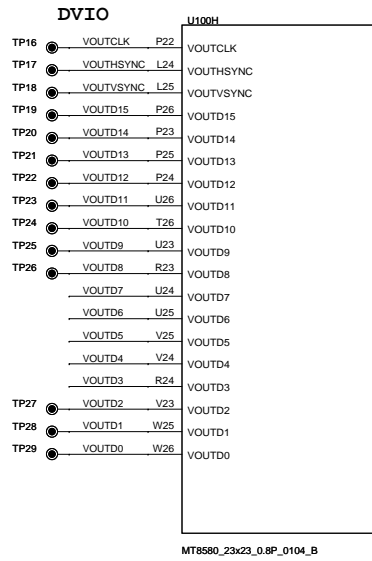 DVIO
U100H
TP16 VOUTCLK P22 VOUTCLK
TP17 VOUTHSYNC L24 VOUTHSYNC
TP18 VOUTVSYNC L25 VOUTVSYNC
TP19 VOUTD15 P26 VOUTD15
TP20 VOUTD14 P23 VOUTD14
TP21 VOUTD13 P25 VOUTD13
TP22 VOUTD12 P24 VOUTD12
TP23 VOUTD11 U26 VOUTD11
TP24 VOUTD10 T26 VOUTD10
TP25 VOUTD9 U23 VOUTD9
TP26 VOUTD8 R23 VOUTD8
VOUTD7 U24 VOUTD7
VOUTD6 U25 VOUTD6
VOUTD5 V25 VOUTD5
VOUTD4 V24 VOUTD4
VOUTD3 R24 VOUTD3
TP27 VOUTD2 V23 VOUTD2
TP28 VOUTD1 W25 VOUTD1
TP29 VOUTD0 W26 VOUTD0
MT8580_23x23_0.8P_0104_B